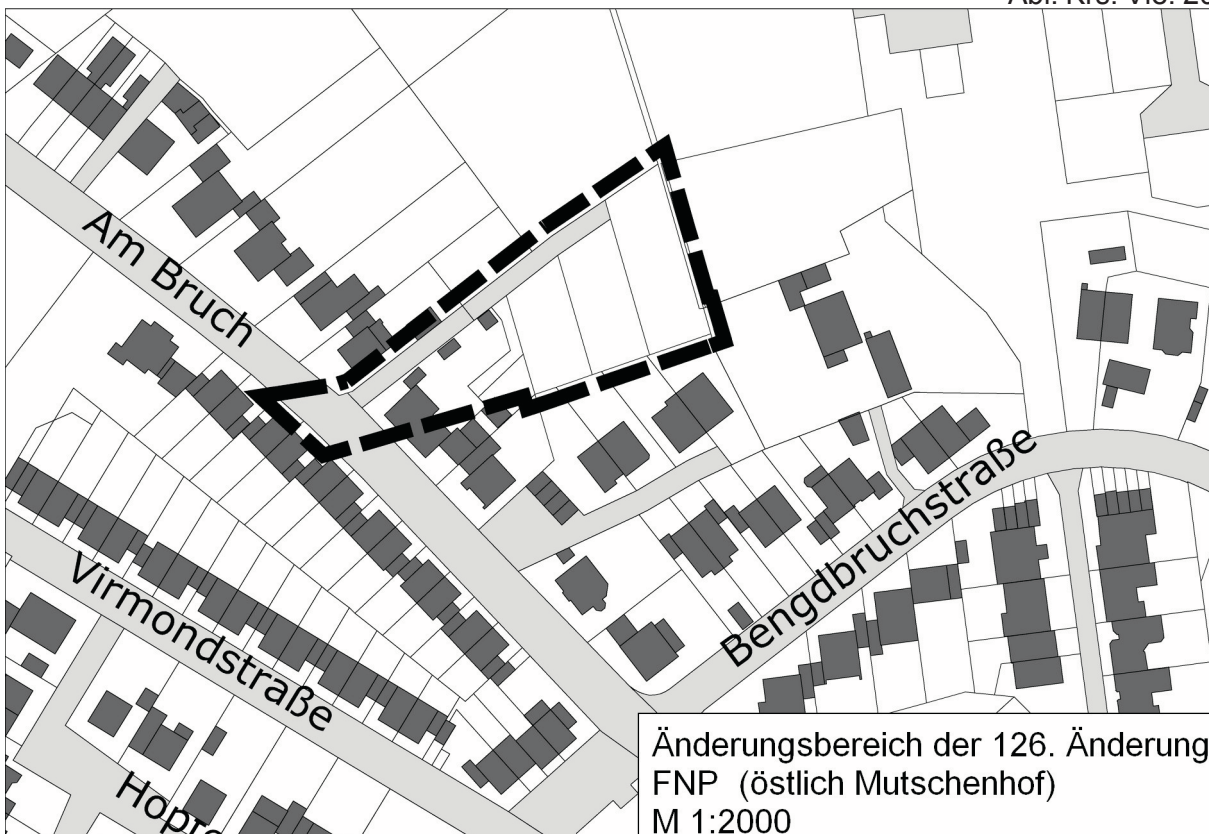 Am Bruch
Virmondstraße
Bengdbruchstraße
Änderungsbereich der 126. Änderung
FNP (östlich Mutschenhof)
M 1:2000